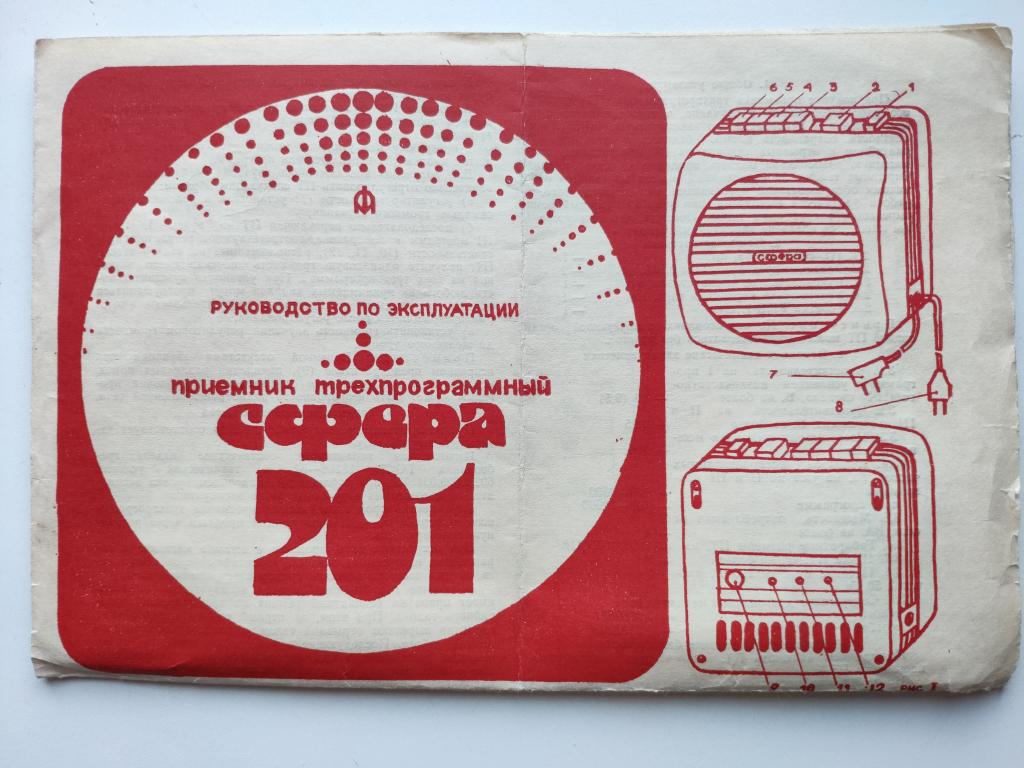 РУКОВОДСТВО ПО ЭКСПЛУАТАЦИИ
приемник трехпрограммный
сфера
201
6 5 4 3 2 1
сфера
7
8
9 10 11 12 рис I